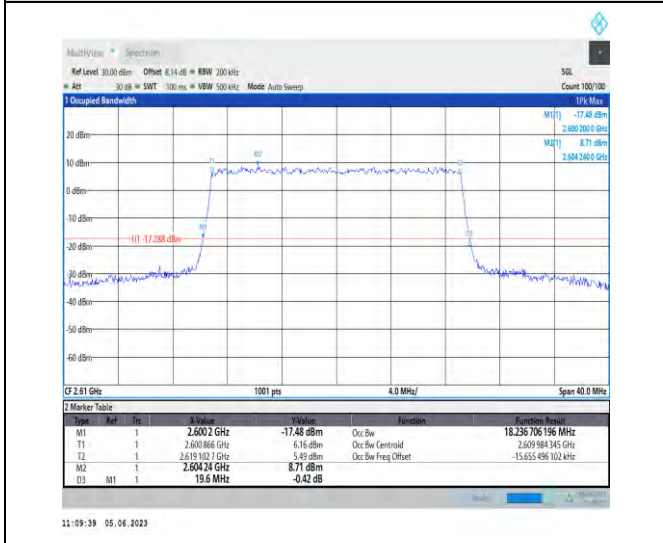 MultiView Spectrum
Ref Level 30.00 dBm Offset 8.14 dB RBW 200 kHz SGL
Att 30 dB SWT 100 ms VBW 500 kHz Mode Auto Sweep Count 100/100
1 Occupied Bandwidth 1Pk Max
M1[1] -17.48 dBm
2.600 200 0 GHz
M2[1] 8.71 dBm
2.604 240 0 GHz
20 dBm
10 dBm
0 dBm
-10 dBm
-20 dBm
-30 dBm
-40 dBm
-50 dBm
-60 dBm
T1
M2
M1
D3
H1 -17.288 dBm
CF 2.61 GHz 1001 pts 4.0 MHz/ Span 40.0 MHz
2 Marker Table
Type Ref Trc X-Value Y-Value Function Function Result
M1 1 2.6002 GHz -17.48 dBm Occ Bw 18.236 706 196 MHz
T1 1 2.600 866 GHz 6.16 dBm Occ Bw Centroid 2.609 984 345 GHz
T2 1 2.619 102 7 GHz 5.49 dBm Occ Bw Freq Offset -15.655 496 102 kHz
M2 1 2.604 24 GHz 8.71 dBm
D3 M1 1 19.6 MHz -0.42 dB
11:09:39 05.06.2023